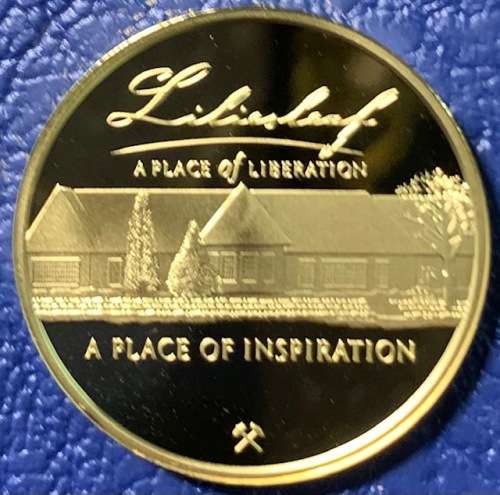 Liliesleaf
A PLACE of LIBERATION
A PLACE OF INSPIRATION